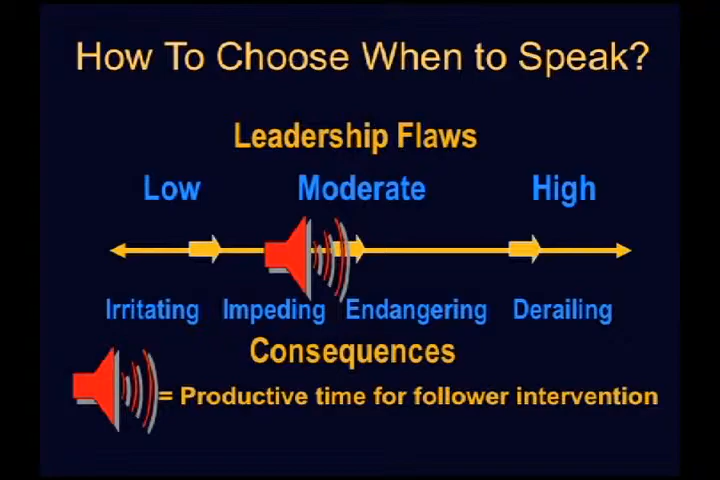 How To Choose When to Speak?
Leadership Flaws
Low Moderate High
Irritating Impeding Endangering Derailing
Consequences
= Productive time for follower intervention